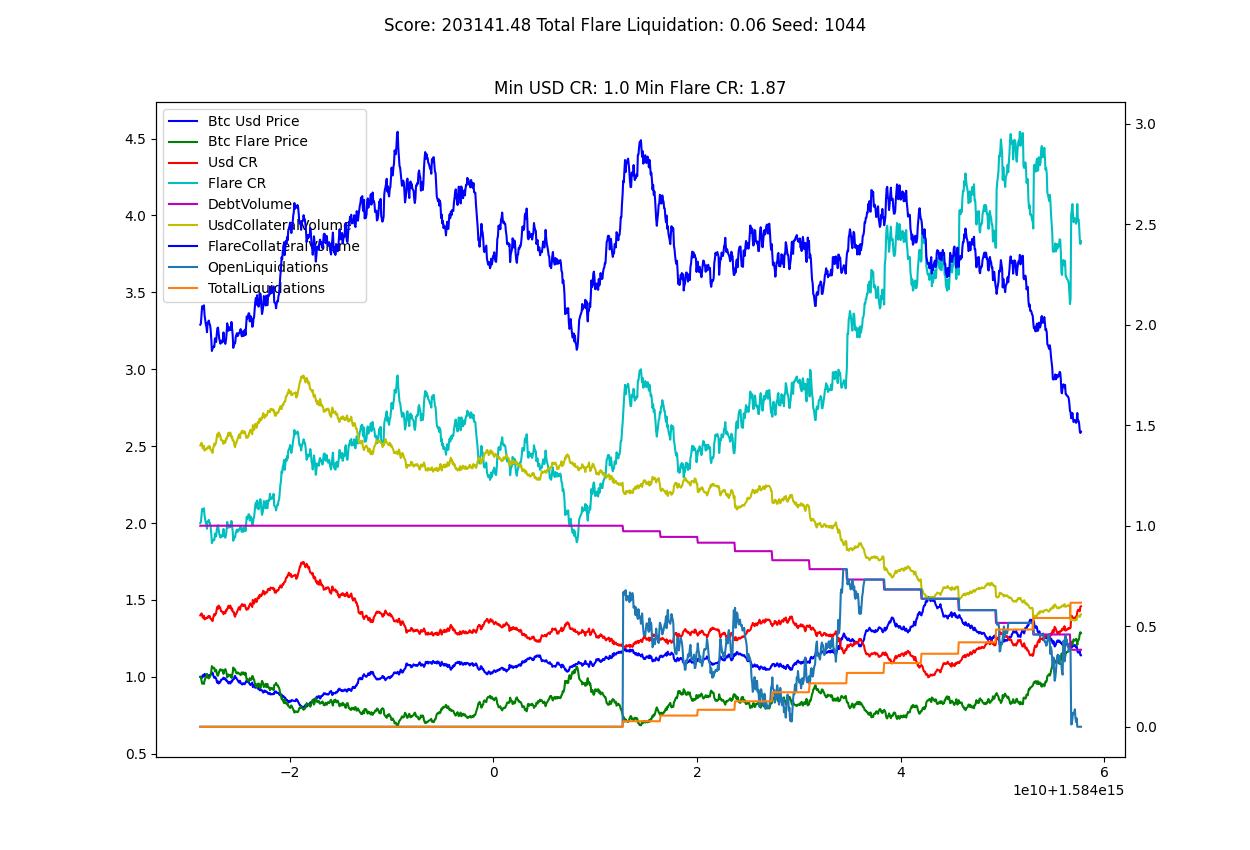 Score: 203141.48 Total Flare Liquidation: 0.06 Seed: 1044
Min USD CR: 1.0 Min Flare CR: 1.87
Btc Usd Price
Btc Flare Price
Usd CR
Flare CR
DebtVolume
UsdCollateralVolume
FlareCollateralVolume
OpenLiquidations
TotalLiquidations
4.5
4.0
3.5
3.0
2.5
2.0
1.5
1.0
0.5
3.0
2.5
2.0
1.5
1.0
0.5
0.0
−2
0
2
4
6
1e10+1.584e15